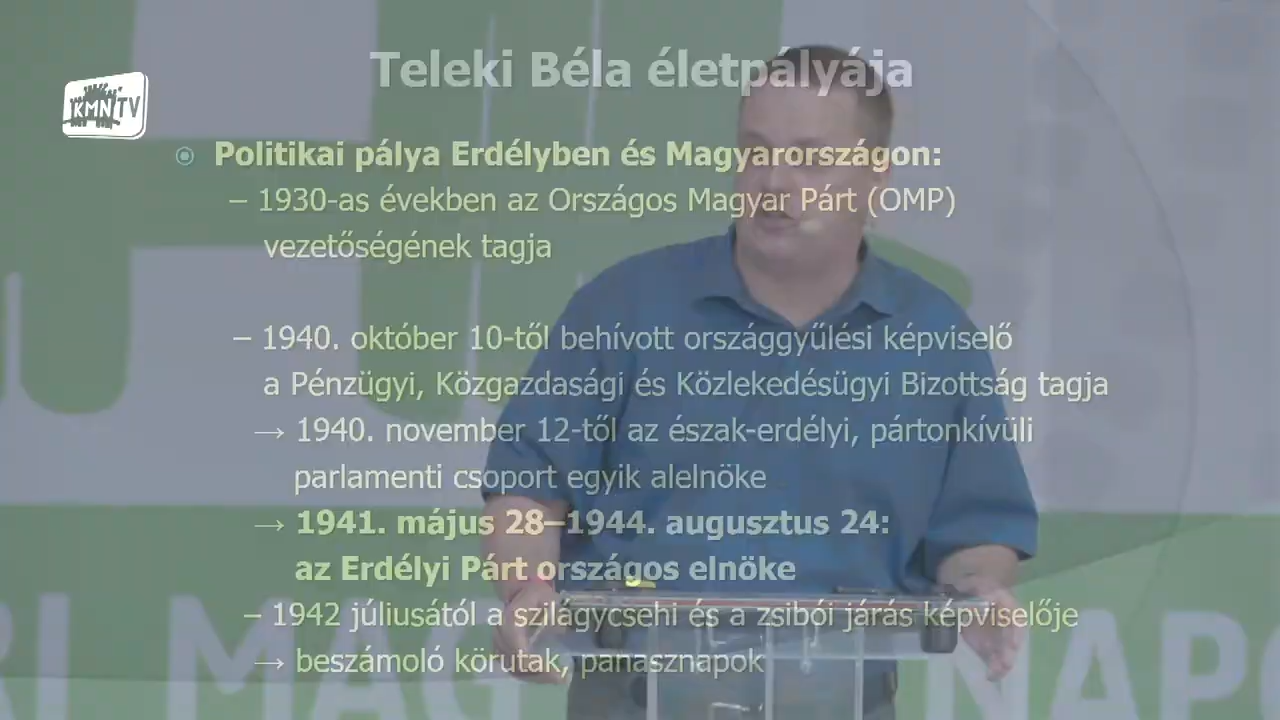 Teleki Béla életpályája
KMN TV
Politikai pálya Erdélyben és Magyarországon:
– 1930-as években az Országos Magyar Párt (OMP)
vezetőségének tagja
– 1940. október 10-től behívott országgyűlési képviselő
a Pénzügyi, Közgazdasági és Közlekedésügyi Bizottság tagja
→ 1940. november 12-től az észak-erdélyi, pártonkívüli
parlamenti csoport egyik alelnöke
→ 1941. május 28–1944. augusztus 24:
az Erdélyi Párt országos elnöke
– 1942 júliusától a szilágycsehi és a zsibói járás képviselője
→ beszámoló körutak, panasznapok
RI MAG NAPO